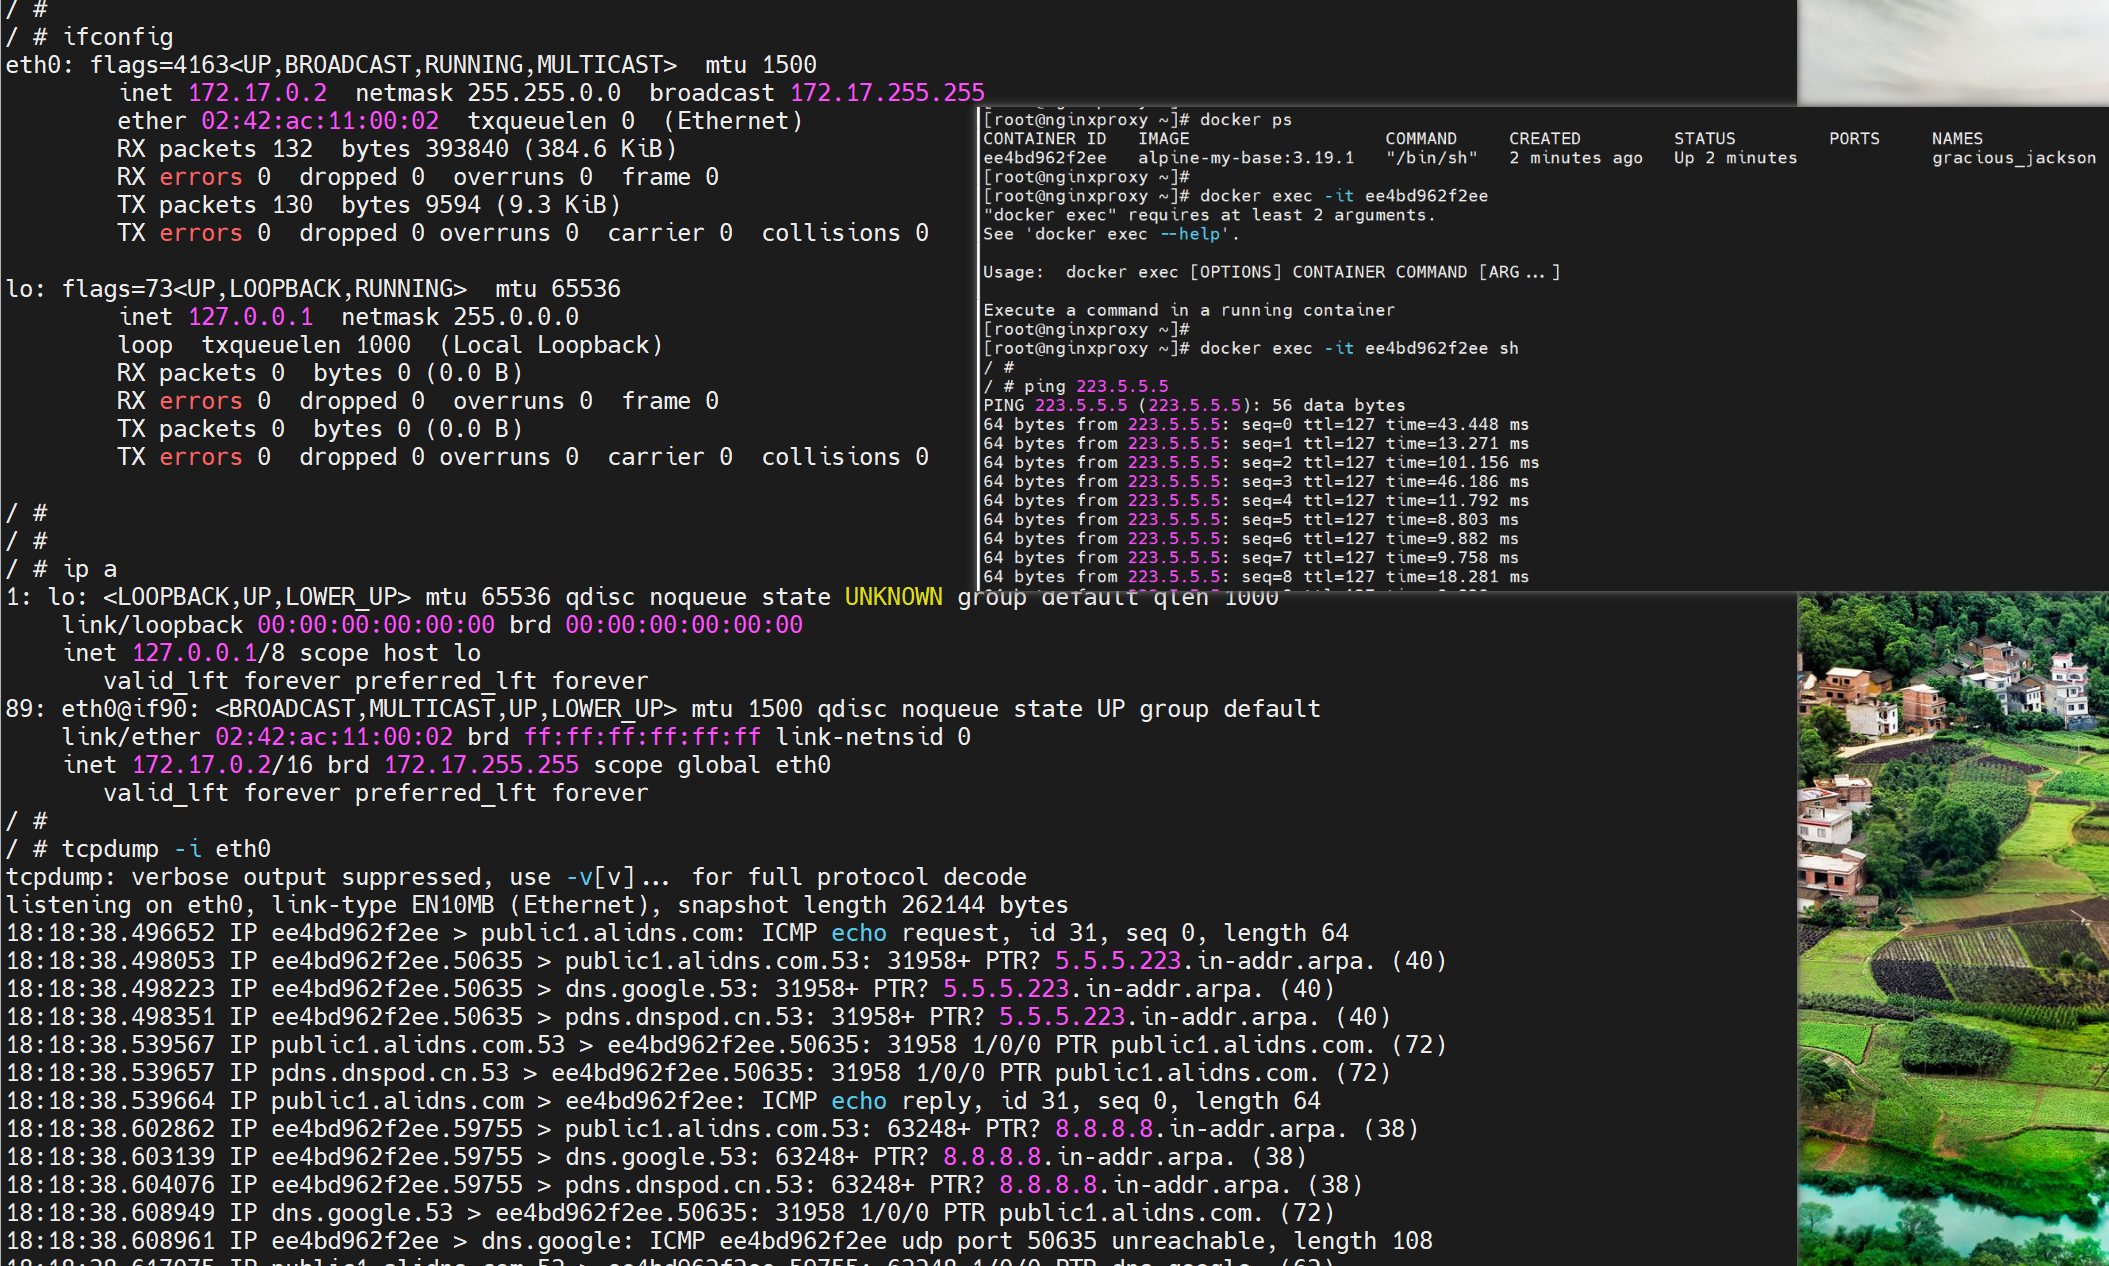 / #
/ # ifconfig
eth0: flags=4163<UP,BROADCAST,RUNNING,MULTICAST>  mtu 1500
        inet 172.17.0.2  netmask 255.255.0.0  broadcast 172.17.255.255
        ether 02:42:ac:11:00:02  txqueuelen 0  (Ethernet)
        RX packets 132  bytes 393840 (384.6 KiB)
        RX errors 0  dropped 0  overruns 0  frame 0
        TX packets 130  bytes 9594 (9.3 KiB)
        TX errors 0  dropped 0 overruns 0  carrier 0  collisions 0

lo: flags=73<UP,LOOPBACK,RUNNING>  mtu 65536
        inet 127.0.0.1  netmask 255.0.0.0
        loop  txqueuelen 1000  (Local Loopback)
        RX packets 0  bytes 0 (0.0 B)
        RX errors 0  dropped 0  overruns 0  frame 0
        TX packets 0  bytes 0 (0.0 B)
        TX errors 0  dropped 0 overruns 0  carrier 0  collisions 0

/ #
/ #
/ # ip a
1: lo: <LOOPBACK,UP,LOWER_UP> mtu 65536 qdisc noqueue state UNKNOWN group default qlen 1000
    link/loopback 00:00:00:00:00:00 brd 00:00:00:00:00:00
    inet 127.0.0.1/8 scope host lo
       valid_lft forever preferred_lft forever
89: eth0@if90: <BROADCAST,MULTICAST,UP,LOWER_UP> mtu 1500 qdisc noqueue state UP group default
    link/ether 02:42:ac:11:00:02 brd ff:ff:ff:ff:ff:ff link-netnsid 0
    inet 172.17.0.2/16 brd 172.17.255.255 scope global eth0
       valid_lft forever preferred_lft forever
/ #
/ # tcpdump -i eth0
tcpdump: verbose output suppressed, use -v[v]... for full protocol decode
listening on eth0, link-type EN10MB (Ethernet), snapshot length 262144 bytes
18:18:38.496652 IP ee4bd962f2ee > public1.alidns.com: ICMP echo request, id 31, seq 0, length 64
18:18:38.498053 IP ee4bd962f2ee.50635 > public1.alidns.com.53: 31958+ PTR? 5.5.5.223.in-addr.arpa. (40)
18:18:38.498223 IP ee4bd962f2ee.50635 > dns.google.53: 31958+ PTR? 5.5.5.223.in-addr.arpa. (40)
18:18:38.498351 IP ee4bd962f2ee.50635 > pdns.dnspod.cn.53: 31958+ PTR? 5.5.5.223.in-addr.arpa. (40)
18:18:38.539567 IP public1.alidns.com.53 > ee4bd962f2ee.50635: 31958 1/0/0 PTR public1.alidns.com. (72)
18:18:38.539657 IP pdns.dnspod.cn.53 > ee4bd962f2ee.50635: 31958 1/0/0 PTR public1.alidns.com. (72)
18:18:38.539664 IP public1.alidns.com > ee4bd962f2ee: ICMP echo reply, id 31, seq 0, length 64
18:18:38.602862 IP ee4bd962f2ee.59755 > public1.alidns.com.53: 63248+ PTR? 8.8.8.8.in-addr.arpa. (38)
18:18:38.603139 IP ee4bd962f2ee.59755 > dns.google.53: 63248+ PTR? 8.8.8.8.in-addr.arpa. (38)
18:18:38.604076 IP ee4bd962f2ee.59755 > pdns.dnspod.cn.53: 63248+ PTR? 8.8.8.8.in-addr.arpa. (38)
18:18:38.608949 IP dns.google.53 > ee4bd962f2ee.50635: 31958 1/0/0 PTR public1.alidns.com. (72)
18:18:38.608961 IP ee4bd962f2ee > dns.google: ICMP ee4bd962f2ee udp port 50635 unreachable, length 108
[root@nginxproxy ~]# docker ps
CONTAINER ID   IMAGE                   COMMAND     CREATED         STATUS         PORTS     NAMES
ee4bd962f2ee   alpine-my-base:3.19.1   "/bin/sh"   2 minutes ago   Up 2 minutes             gracious_jackson
[root@nginxproxy ~]#
[root@nginxproxy ~]# docker exec -it ee4bd962f2ee
"docker exec" requires at least 2 arguments.
See 'docker exec --help'.

Usage:  docker exec [OPTIONS] CONTAINER COMMAND [ARG...]

Execute a command in a running container
[root@nginxproxy ~]#
[root@nginxproxy ~]# docker exec -it ee4bd962f2ee sh
/ #
/ # ping 223.5.5.5
PING 223.5.5.5 (223.5.5.5): 56 data bytes
64 bytes from 223.5.5.5: seq=0 ttl=127 time=43.448 ms
64 bytes from 223.5.5.5: seq=1 ttl=127 time=13.271 ms
64 bytes from 223.5.5.5: seq=2 ttl=127 time=101.156 ms
64 bytes from 223.5.5.5: seq=3 ttl=127 time=46.186 ms
64 bytes from 223.5.5.5: seq=4 ttl=127 time=11.792 ms
64 bytes from 223.5.5.5: seq=5 ttl=127 time=8.803 ms
64 bytes from 223.5.5.5: seq=6 ttl=127 time=9.882 ms
64 bytes from 223.5.5.5: seq=7 ttl=127 time=9.758 ms
64 bytes from 223.5.5.5: seq=8 ttl=127 time=18.281 ms